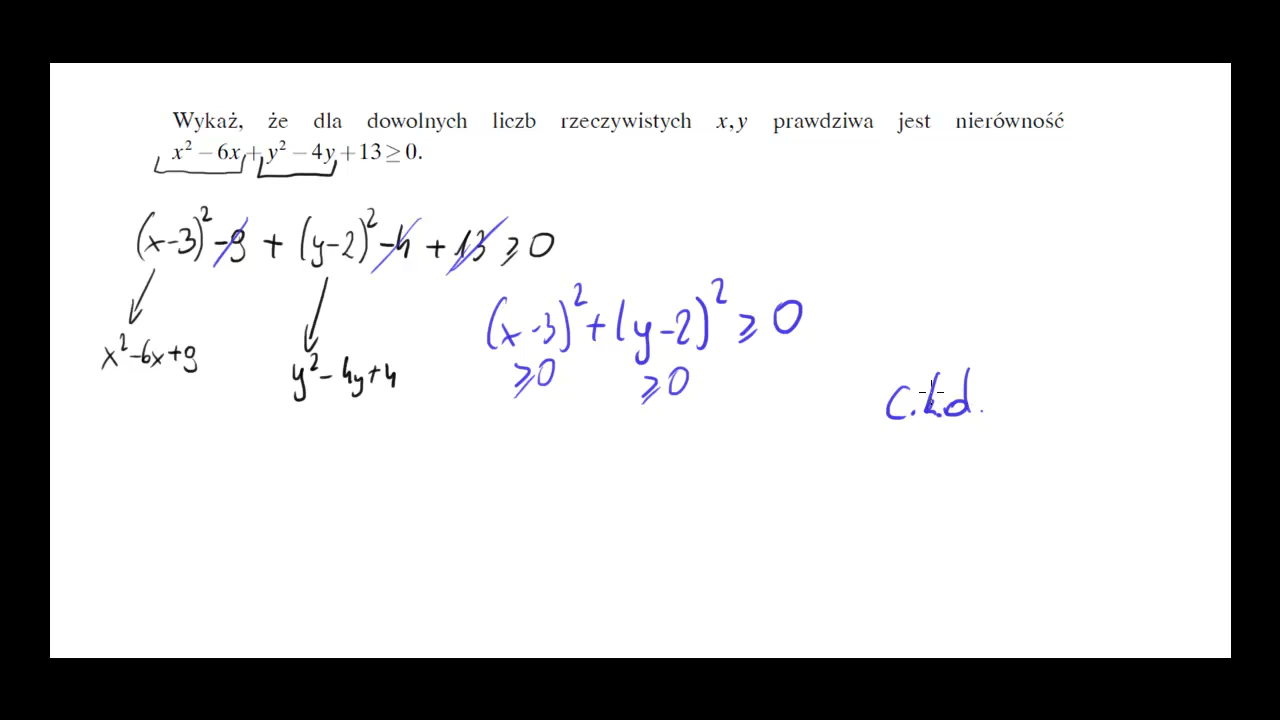 Wykaż, że dla dowolnych liczb rzeczywistych x, y prawdziwa jest nierówność
x² − 6x + y² − 4y + 13 ≥ 0.
(x−3)² −9 + (y−2)² −4 + 13 ≥ 0
x²−6x+9
y²−4y+4
(x−3)² + (y−2)² ≥ 0
≥0 ≥0
c.k.d.